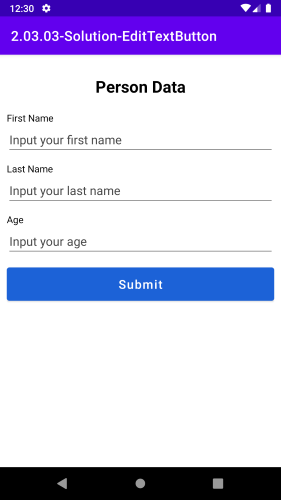 12:30
2.03.03-Solution-EditTextButton
Person Data
First Name
Input your first name
Last Name
Input your last name
Age
Input your age
Submit